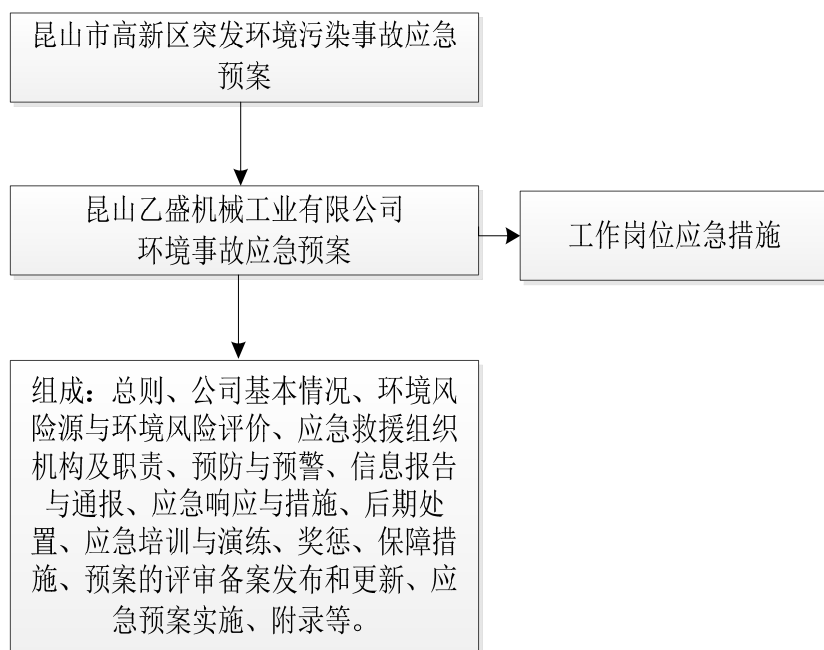 昆山市高新区突发环境污染事故应急
预案
昆山乙盛机械工业有限公司
环境事故应急预案
工作岗位应急措施
组成：总则、公司基本情况、环境风
险源与环境风险评价、应急救援组织
机构及职责、预防与预警、信息报告
与通报、应急响应与措施、后期处
置、应急培训与演练、奖惩、保障措
施、预案的评审备案发布和更新、应
急预案实施、附录等。